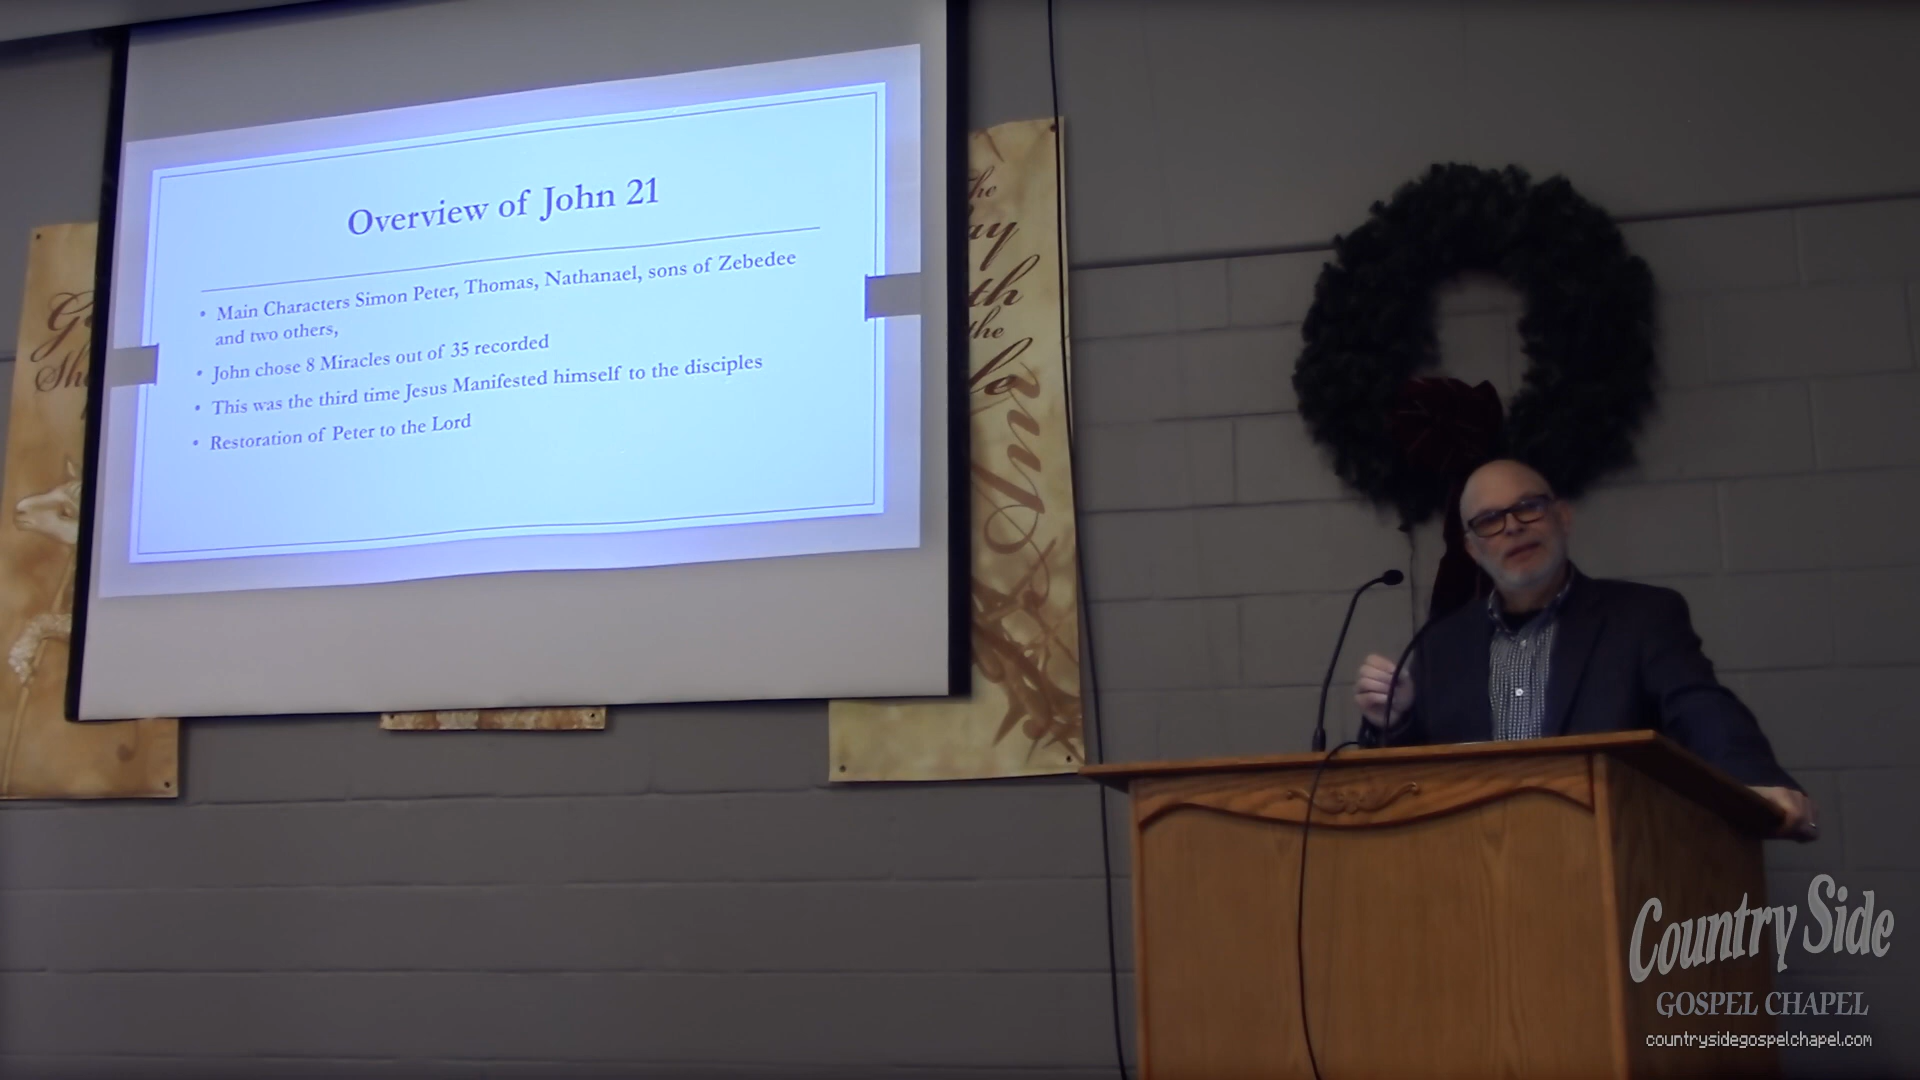 Overview of John 21
• Main Characters Simon Peter, Thomas, Nathanael, sons of Zebedee
and two others,
• John chose 8 Miracles out of 35 recorded
• This was the third time Jesus Manifested himself to the disciples
• Restoration of Peter to the Lord
the
Country Side
GOSPEL CHAPEL
countrysidegospelchapel.com